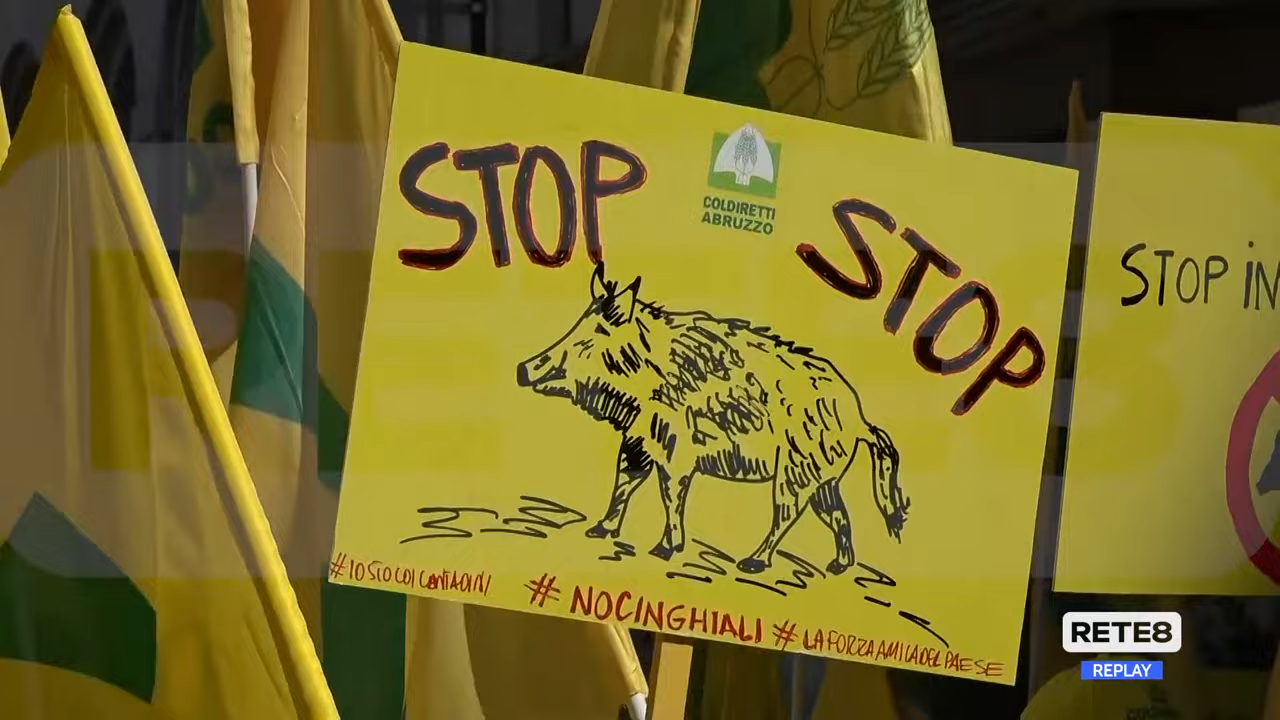 STOP
COLDIRETTI
ABRUZZO
STOP
#IOSTOCOICONTADINI
# NOCINGHIALI
# LAFORZAAMICADELPAESE
STOP iN
RETE8
REPLAY